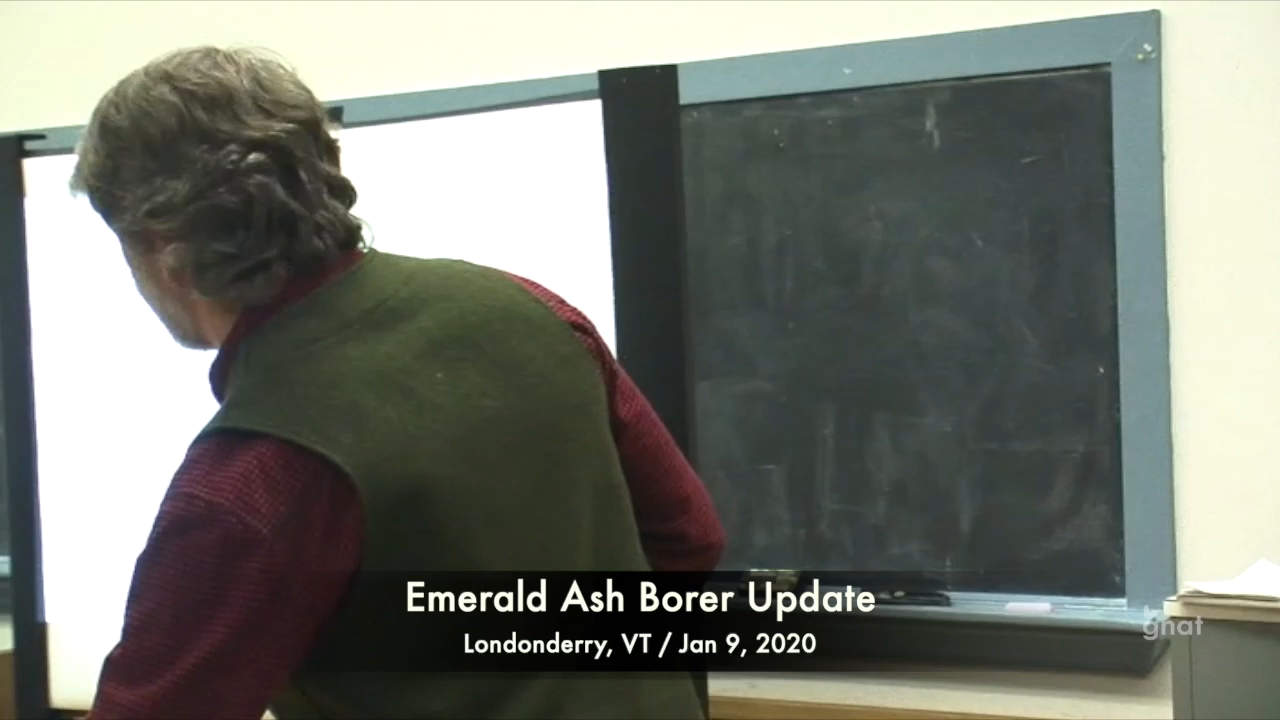 Emerald Ash Borer Update
Londonderry, VT / Jan 9, 2020
gnat